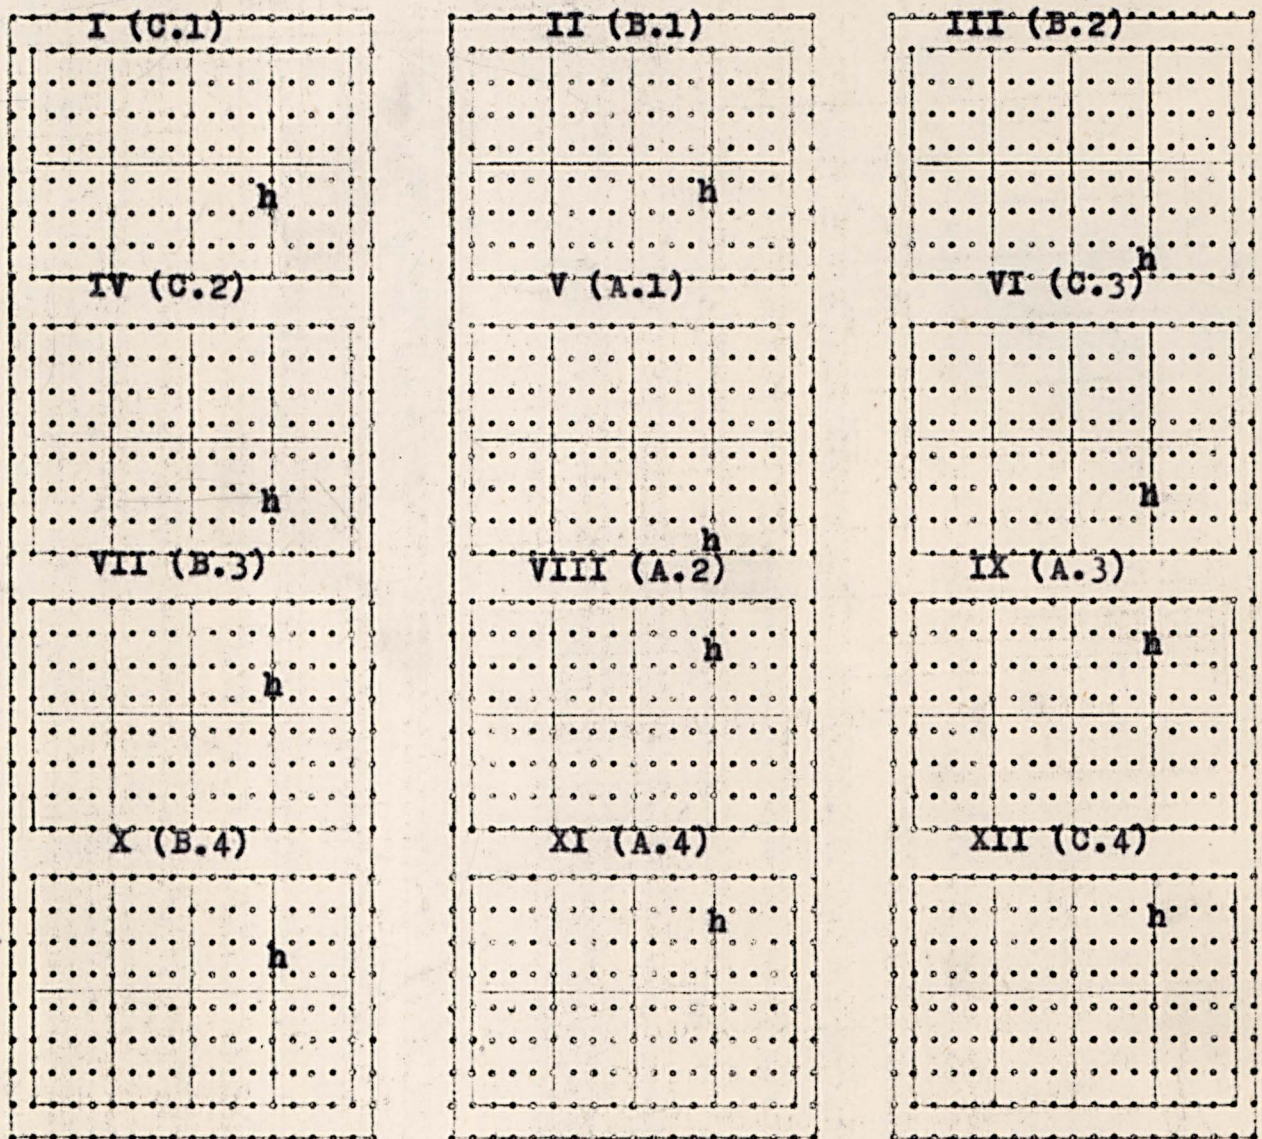 I (C.1) II (B.1) III (B.2)
h h
h
IV (C.2) V (A.1) VI (C.3)
h h
h
VII (B.3) VIII (A.2) IX (A.3)
h h h
X (B.4) XI (A.4) XII (C.4)
h h h